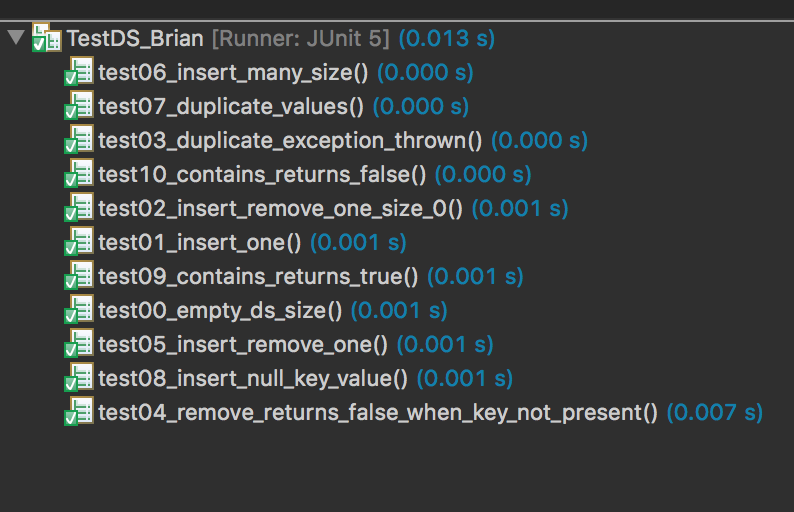 TestDS_Brian [Runner: JUnit 5] (0.013 s)
test06_insert_many_size() (0.000 s)
test07_duplicate_values() (0.000 s)
test03_duplicate_exception_thrown() (0.000 s)
test10_contains_returns_false() (0.000 s)
test02_insert_remove_one_size_0() (0.001 s)
test01_insert_one() (0.001 s)
test09_contains_returns_true() (0.001 s)
test00_empty_ds_size() (0.001 s)
test05_insert_remove_one() (0.001 s)
test08_insert_null_key_value() (0.001 s)
test04_remove_returns_false_when_key_not_present() (0.007 s)